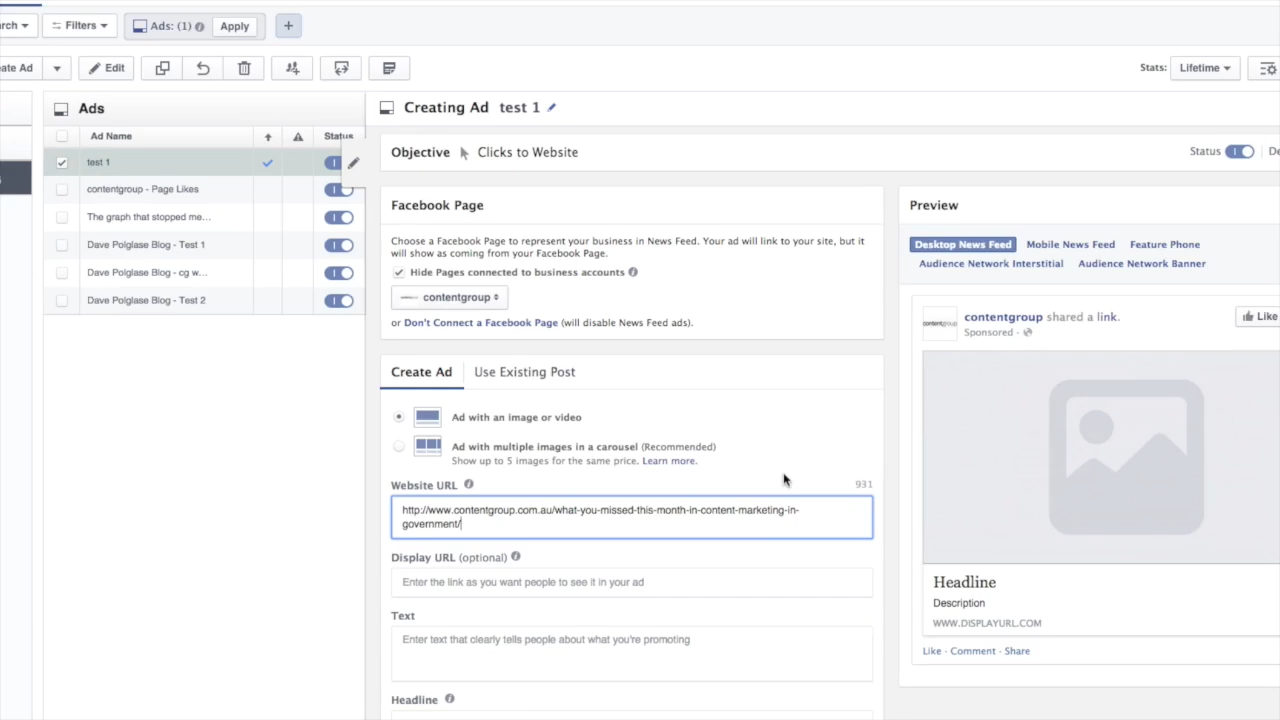 rch
Filters
Ads: (1)
Apply
+
ate Ad
Edit
Stats:
Lifetime
Ads
Ad Name
Status
test 1
contentgroup - Page Likes
The graph that stopped me...
Dave Polglase Blog - Test 1
Dave Polglase Blog - cg w...
Dave Polglase Blog - Test 2
Creating Ad test 1
Objective Clicks to Website
Status
De
Facebook Page
Choose a Facebook Page to represent your business in News Feed. Your ad will link to your site, but it
will show as coming from your Facebook Page.
Hide Pages connected to business accounts
contentgroup
or Don't Connect a Facebook Page (will disable News Feed ads).
Create Ad
Use Existing Post
Ad with an image or video
Ad with multiple images in a carousel (Recommended)
Show up to 5 images for the same price. Learn more.
Website URL
931
http://www.contentgroup.com.au/what-you-missed-this-month-in-content-marketing-in-
government/
Display URL (optional)
Enter the link as you want people to see it in your ad
Text
Enter text that clearly tells people about what you're promoting
Headline
Preview
Desktop News Feed Mobile News Feed Feature Phone
Audience Network Interstitial Audience Network Banner
contentgroup
contentgroup shared a link.
Sponsored ·
Like
Headline
Description
WWW.DISPLAYURL.COM
Like · Comment · Share